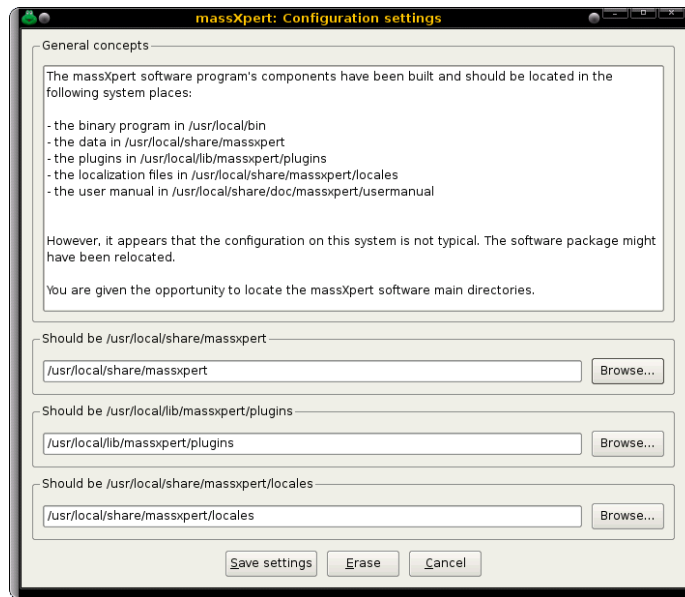 massXpert: Configuration settings
General concepts
The massXpert software program's components have been built and should be located in the
following system places:
- the binary program in /usr/local/bin
- the data in /usr/local/share/massxpert
- the plugins in /usr/local/lib/massxpert/plugins
- the localization files in /usr/local/share/massxpert/locales
- the user manual in /usr/local/share/doc/massxpert/usermanual
However, it appears that the configuration on this system is not typical. The software package might
have been relocated.
You are given the opportunity to locate the massXpert software main directories.
Should be /usr/local/share/massxpert
/usr/local/share/massxpert
Browse...
Should be /usr/local/lib/massxpert/plugins
/usr/local/lib/massxpert/plugins
Browse...
Should be /usr/local/share/massxpert/locales
/usr/local/share/massxpert/locales
Browse...
Save settings
Erase
Cancel